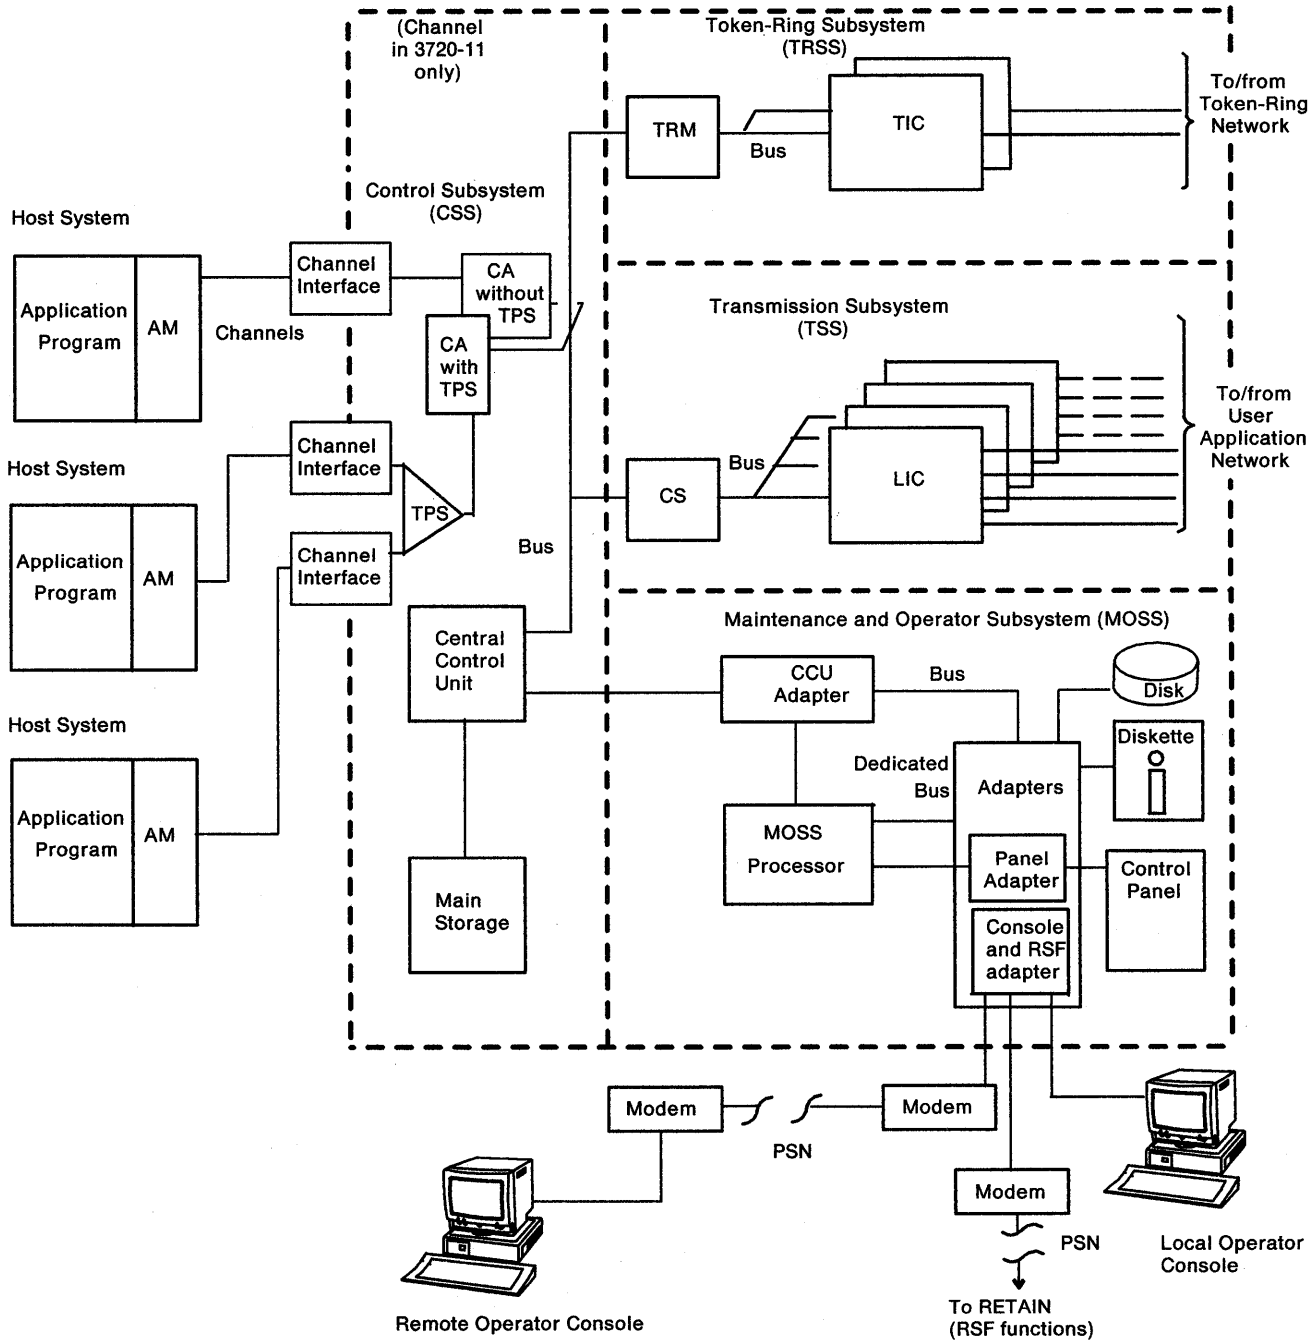 (Channel
in 3720-11
only)
Token-Ring Subsystem
(TRSS)
TRM
Bus
TIC
To/from
Token-Ring
Network
Control Subsystem
(CSS)
Host System
Application
Program
AM
Channels
Channel
Interface
CA
without
TPS
CA
with
TPS
Transmission Subsystem
(TSS)
CS
Bus
LIC
To/from
User
Application
Network
Host System
Application
Program
AM
Channel
Interface
TPS
Channel
Interface
Bus
Host System
Application
Program
AM
Central
Control
Unit
Main
Storage
Maintenance and Operator Subsystem (MOSS)
CCU
Adapter
Bus
Disk
Diskette
Dedicated
Bus
Adapters
MOSS
Processor
Panel
Adapter
Control
Panel
Console
and RSF
adapter
Modem
PSN
Modem
Modem
PSN
To RETAIN
(RSF functions)
Local Operator
Console
Remote Operator Console